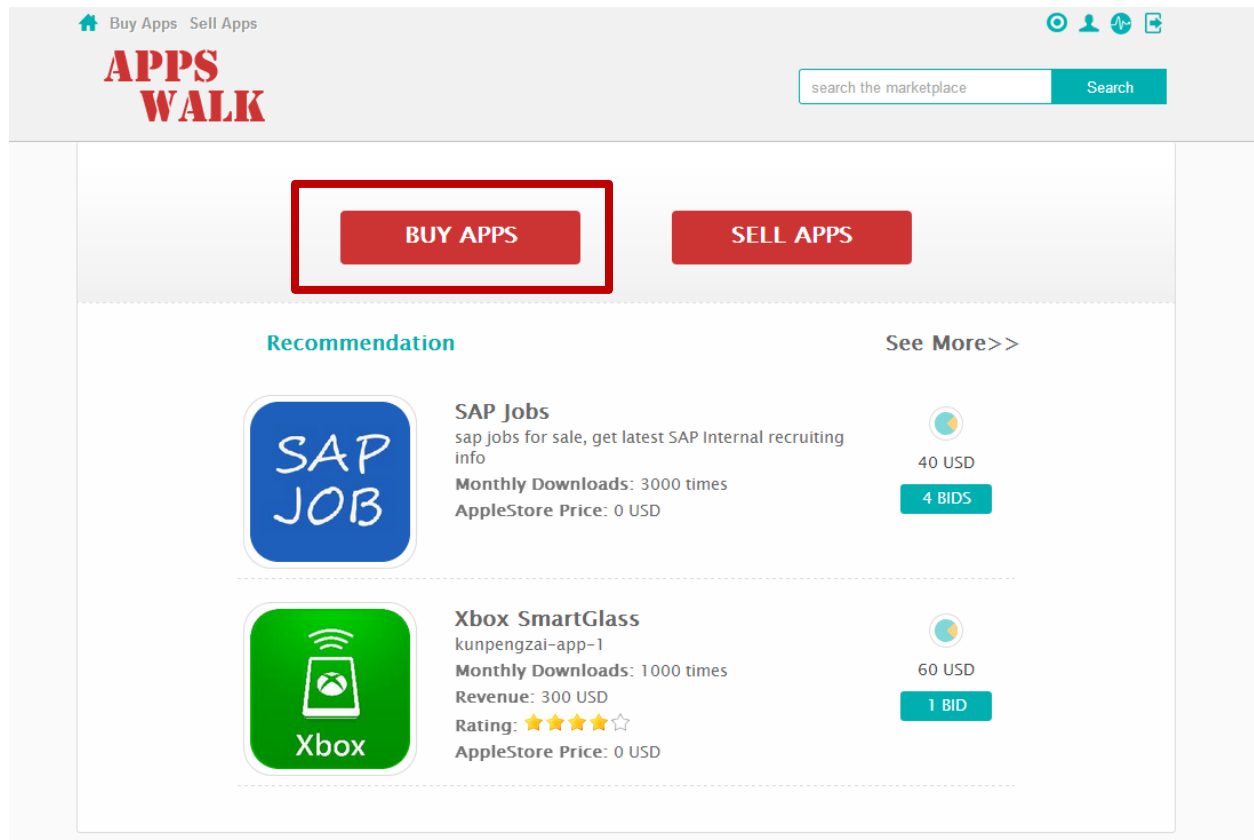 Buy Apps Sell Apps
APPS
WALK
search the marketplace
Search
BUY APPS
SELL APPS
Recommendation
See More>>
SAP JOB
SAP Jobs
sap jobs for sale, get latest SAP Internal recruiting
info
Monthly Downloads: 3000 times
AppleStore Price: 0 USD
40 USD
4 BIDS
Xbox
Xbox SmartGlass
kunpengzai-app-1
Monthly Downloads: 1000 times
Revenue: 300 USD
Rating:
AppleStore Price: 0 USD
60 USD
1 BID